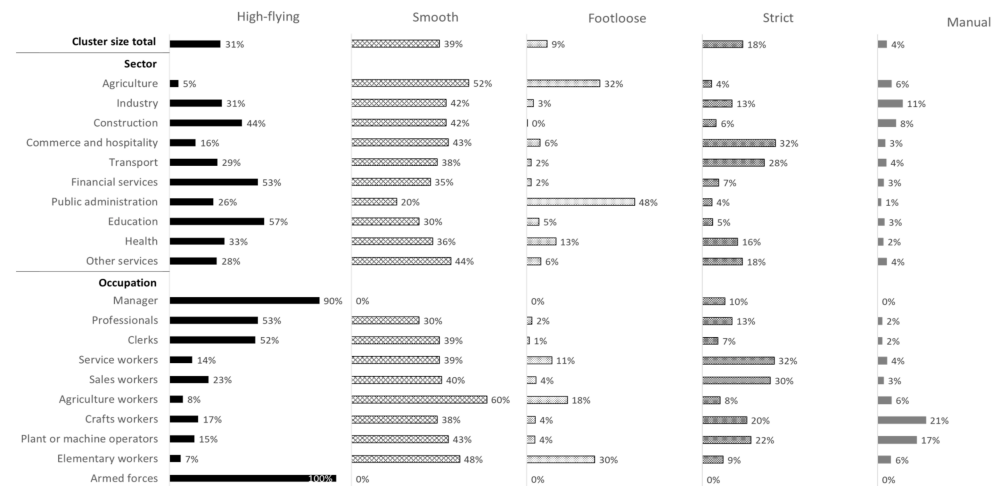 High-flying Smooth Footloose Strict Manual
Cluster size total 31% 39% 9% 18% 4%
Sector
Agriculture 5% 52% 32% 4% 6%
Industry 31% 42% 3% 13% 11%
Construction 44% 42% 0% 6% 8%
Commerce and hospitality 16% 43% 6% 32% 3%
Transport 29% 38% 2% 28% 4%
Financial services 53% 35% 2% 7% 3%
Public administration 26% 20% 48% 4% 1%
Education 57% 30% 5% 5% 3%
Health 33% 36% 13% 16% 2%
Other services 28% 44% 6% 18% 4%
Occupation
Manager 90% 0% 0% 10% 0%
Professionals 53% 30% 2% 13% 2%
Clerks 52% 39% 1% 7% 2%
Service workers 14% 39% 11% 32% 4%
Sales workers 23% 40% 4% 30% 3%
Agriculture workers 8% 60% 18% 8% 6%
Crafts workers 17% 38% 4% 20% 21%
Plant or machine operators 15% 43% 4% 22% 17%
Elementary workers 7% 48% 30% 9% 6%
Armed forces 100% 0% 0% 0% 0%